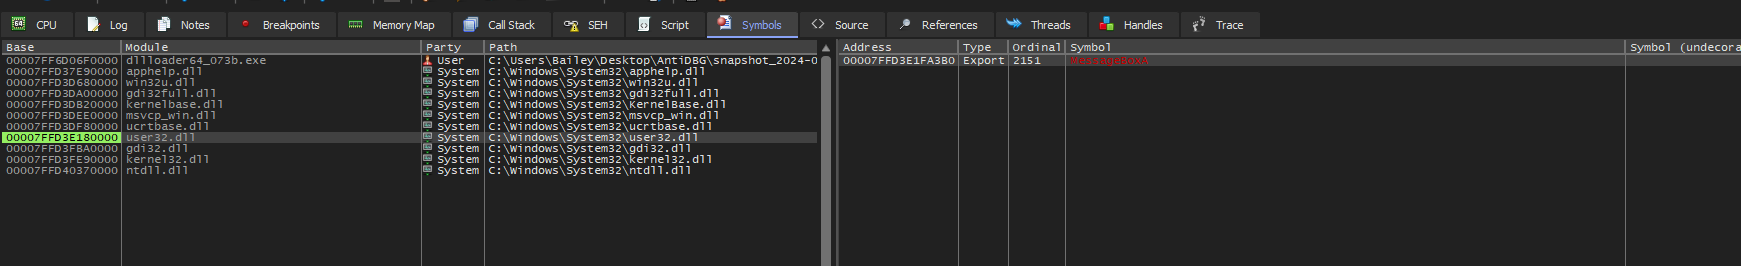 CPU Log Notes Breakpoints Memory Map Call Stack SEH Script Symbols Source References Threads Handles Trace
Base Module Party Path Address Type Ordinal Symbol Symbol (undecora
00007FF6D06F0000 dllloader64_073b.exe User C:\Users\Bailey\Desktop\AntiDBG\snapshot_2024-0 00007FFD3E1FA3B0 Export 2151
00007FFD37E90000 apphelp.dll System C:\Windows\System32\apphelp.dll
00007FFD3D680000 win32u.dll System C:\Windows\System32\win32u.dll
00007FFD3DA00000 gdi32full.dll System C:\Windows\System32\gdi32full.dll
00007FFD3DB20000 kernelbase.dll System C:\Windows\System32\KernelBase.dll
00007FFD3DEE0000 msvcp_win.dll System C:\Windows\System32\msvcp_win.dll
00007FFD3DF80000 ucrtbase.dll System C:\Windows\System32\ucrtbase.dll
00007FFD3E180000 user32.dll System C:\Windows\System32\user32.dll
00007FFD3FBA0000 gdi32.dll System C:\Windows\System32\gdi32.dll
00007FFD3FE90000 kernel32.dll System C:\Windows\System32\kernel32.dll
00007FFD40370000 ntdll.dll System C:\Windows\System32\ntdll.dll